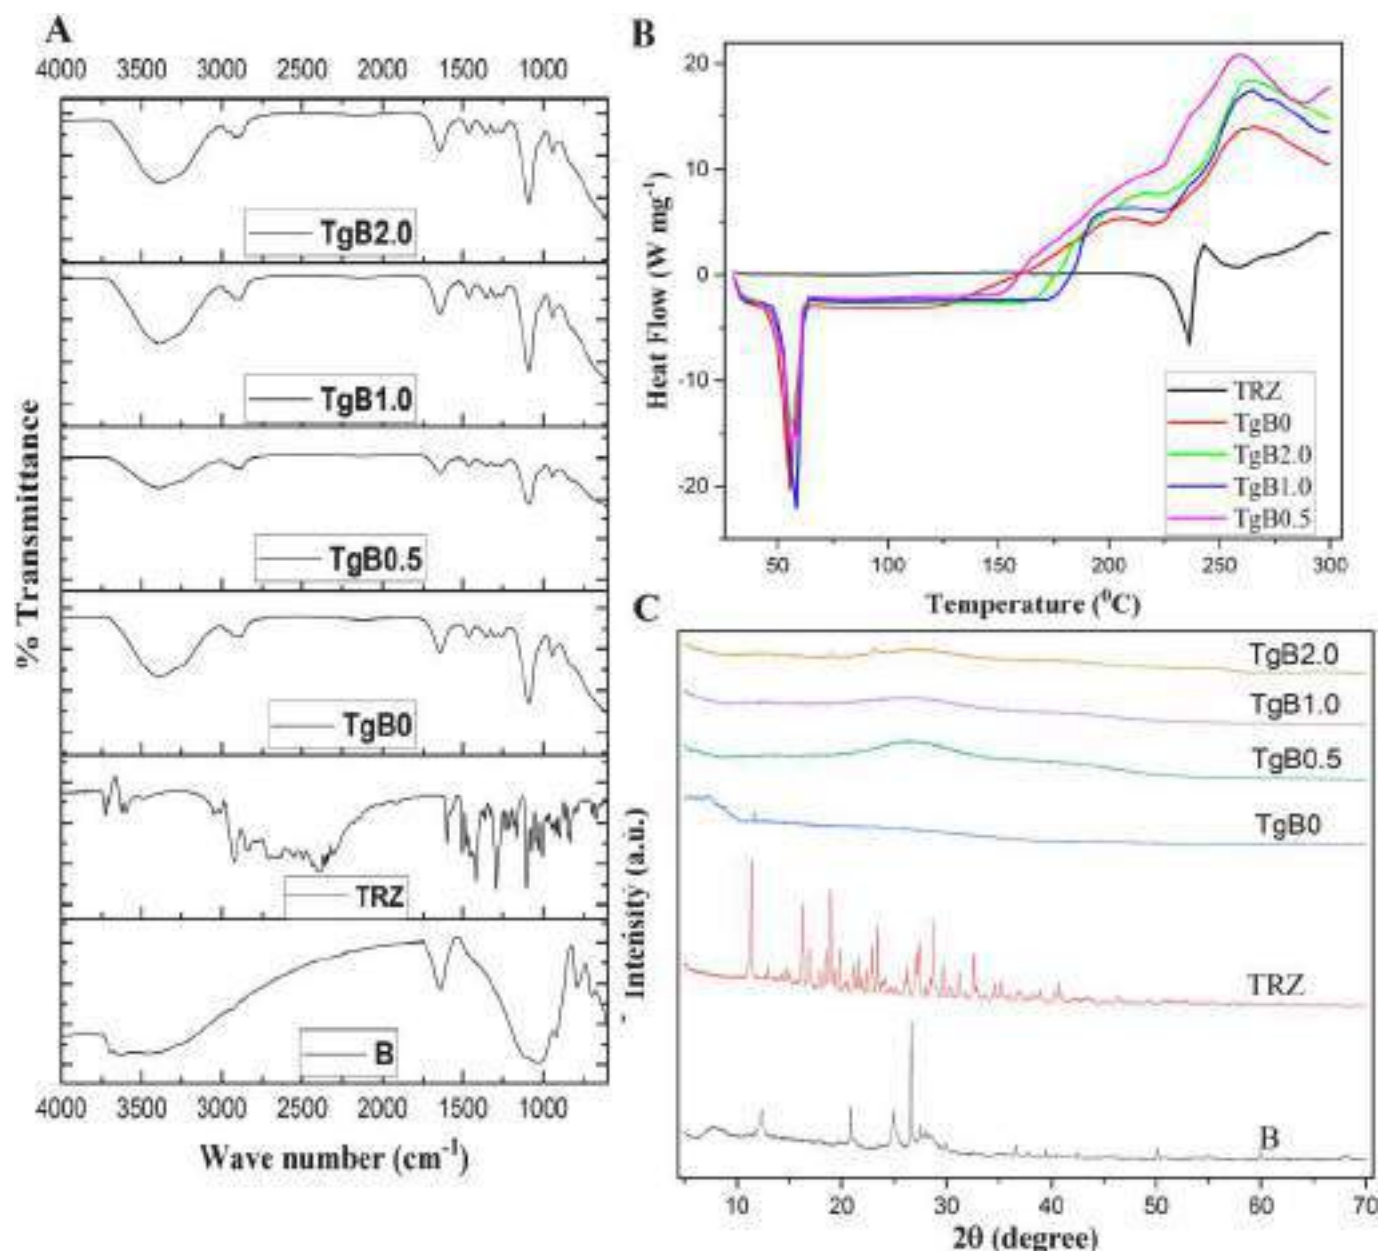 A
4000 3500 3000 2500 2000 1500 1000
% Transmittance
TgB2.0
TgB1.0
TgB0.5
TgB0
TRZ
B
4000 3500 3000 2500 2000 1500 1000
Wave number (cm⁻¹)
B
Heat Flow (W mg⁻¹)
20
10
0
-10
-20
TRZ
TgB0
TgB2.0
TgB1.0
TgB0.5
50 100 150 200 250 300
Temperature (⁰C)
C
Intensity (a.u.)
TgB2.0
TgB1.0
TgB0.5
TgB0
TRZ
B
10 20 30 40 50 60 70
2θ (degree)